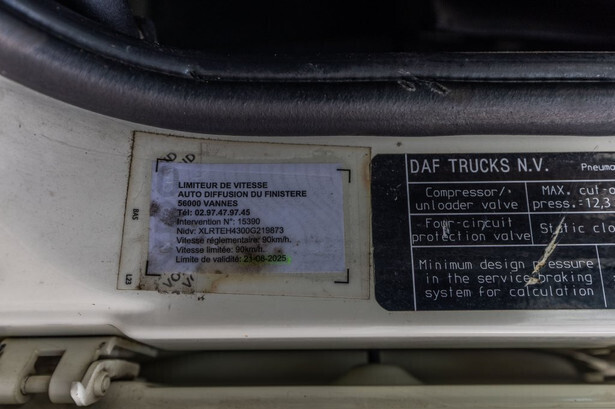 LIMITEUR DE VITESSE
AUTO DIFFUSION DU FINISTERE
56000 VANNES
Tél: 02.97.47.97.45
Intervention N°: 15390
Nidv: XLRTEH4300G219873
Vitesse réglementaire: 90km/h.
Vitesse limitée: 90km/h.
Limite de validité: 21-08-2025
BAS
L23
DAF TRUCKS N.V.
Pneuma
Compressor/
unloader valve
MAX. cut-o
press.=12,3
Four-circuit
protection valve
Static clo
Minimum design pressure
in the service braking
system for calculation